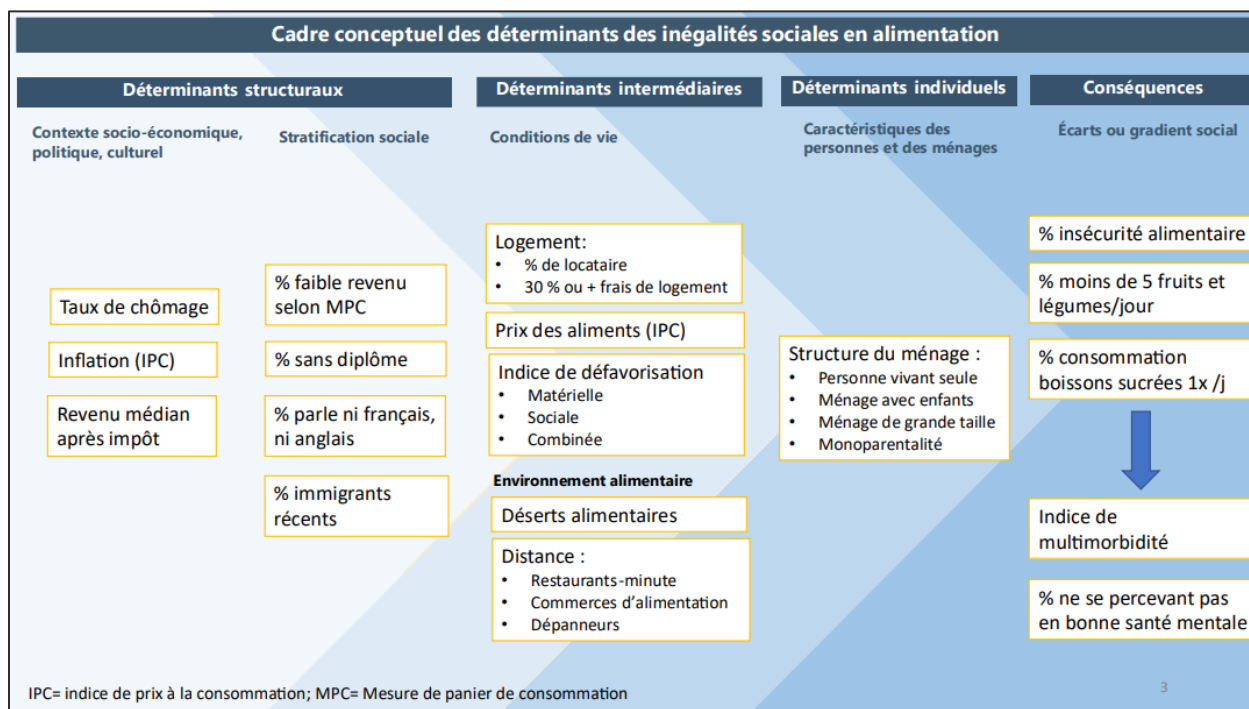 Cadre conceptuel des déterminants des inégalités sociales en alimentation
Déterminants structuraux
Contexte socio-économique,
politique, culturel
Stratification sociale
Taux de chômage
Inflation (IPC)
Revenu médian
après impôt
% faible revenu
selon MPC
% sans diplôme
% parle ni français,
ni anglais
% immigrants
récents
Déterminants intermédiaires
Conditions de vie
Logement:
• % de locataire
• 30 % ou + frais de logement
Prix des aliments (IPC)
Indice de défavorisation
• Matérielle
• Sociale
• Combinée
Environnement alimentaire
Déserts alimentaires
Distance :
• Restaurants-minute
• Commerces d'alimentation
• Dépanneurs
Déterminants individuels
Caractéristiques des
personnes et des ménages
Structure du ménage :
• Personne vivant seule
• Ménage avec enfants
• Ménage de grande taille
• Monoparentalité
Conséquences
Écarts ou gradient social
% insécurité alimentaire
% moins de 5 fruits et
légumes/jour
% consommation
boissons sucrées 1x /j
Indice de
multimorbidité
% ne se percevant pas
en bonne santé mentale
IPC= indice de prix à la consommation; MPC= Mesure de panier de consommation
3